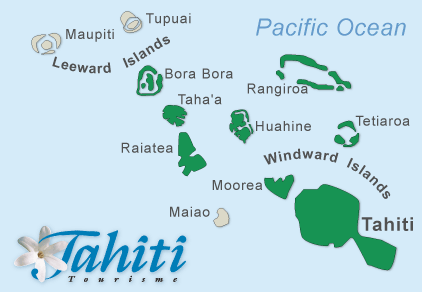 Tupuai
Pacific Ocean
Maupiti
Leeward Islands
Bora Bora
Rangiroa
Taha'a
Huahine
Tetiaroa
Raiatea
Windward Islands
Moorea
Maiao
Tahiti
Tahiti
Tourisme